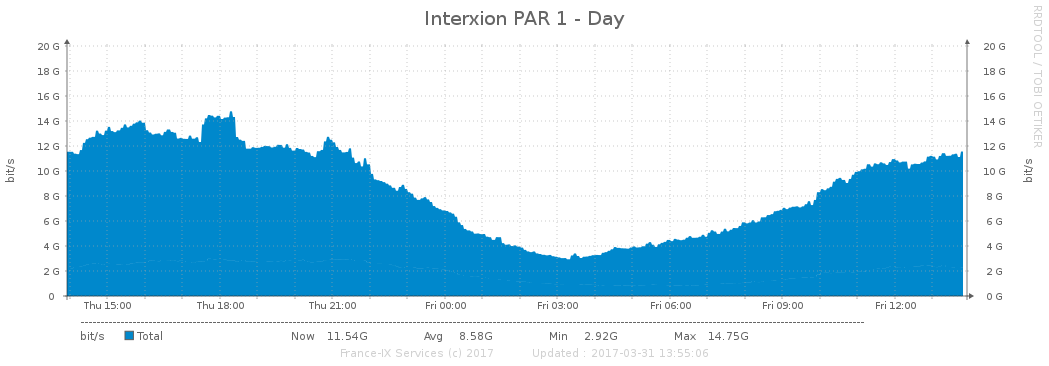 Interxion PAR 1 - Day
RRDTOOL / TOBI OETIKER
bit/s
20 G
18 G
16 G
14 G
12 G
10 G
8 G
6 G
4 G
2 G
0
20 G
18 G
16 G
14 G
12 G
10 G
8 G
6 G
4 G
2 G
0 G
bit/s
Thu 15:00 Thu 18:00 Thu 21:00 Fri 00:00 Fri 03:00 Fri 06:00 Fri 09:00 Fri 12:00
bit/s Total Now 11.54G Avg 8.58G Min 2.92G Max 14.75G
France-IX Services (c) 2017 Updated : 2017-03-31 13:55:06